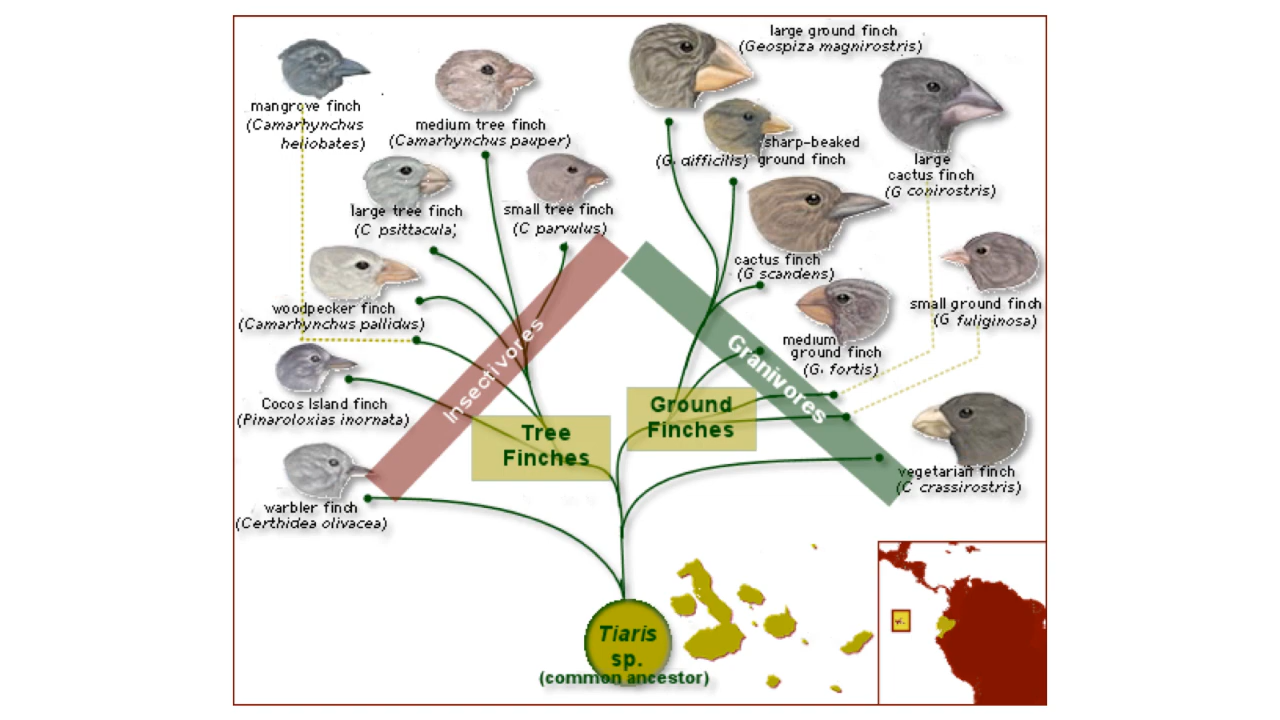 large ground finch
(Geospiza magnirostris)
mangrove finch
(Camarhynchus
heliobates)
medium tree finch
(Camarhynchus pauper)
sharp-beaked
(G. difficilis) ground finch
large
cactus finch
(G conirostris)
large tree finch
(C psittacula)
small tree finch
(C parvulus)
cactus finch
(G scandens)
woodpecker finch
(Camarhynchus pallidus)
small ground finch
(G fuliginosa)
medium
ground finch
(G. fortis)
Insectivores
Granivores
Cocos Island finch
(Pinaroloxias inornata)
Tree
Finches
Ground
Finches
vegetarian finch
(C crassirostris)
warbler finch
(Certhidea olivacea)
Tiaris
sp.
(common ancestor)